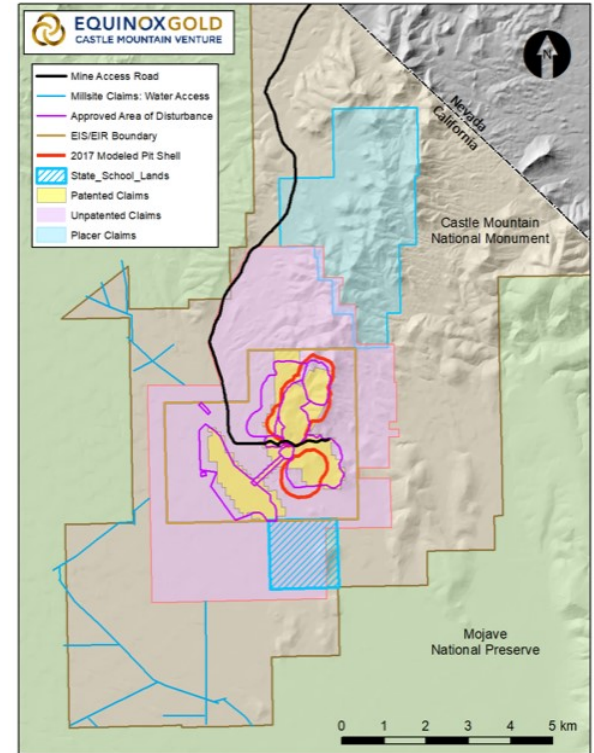 EQUINOXGOLD
CASTLE MOUNTAIN VENTURE
N
Mine Access Road
Millsite Claims: Water Access
Approved Area of Disturbance
EIS/EIR Boundary
2017 Modeled Pit Shell
State_School_Lands
Patented Claims
Unpatented Claims
Placer Claims
Nevada
California
Castle Mountain
National Monument
Mojave
National Preserve
0 1 2 3 4 5 km